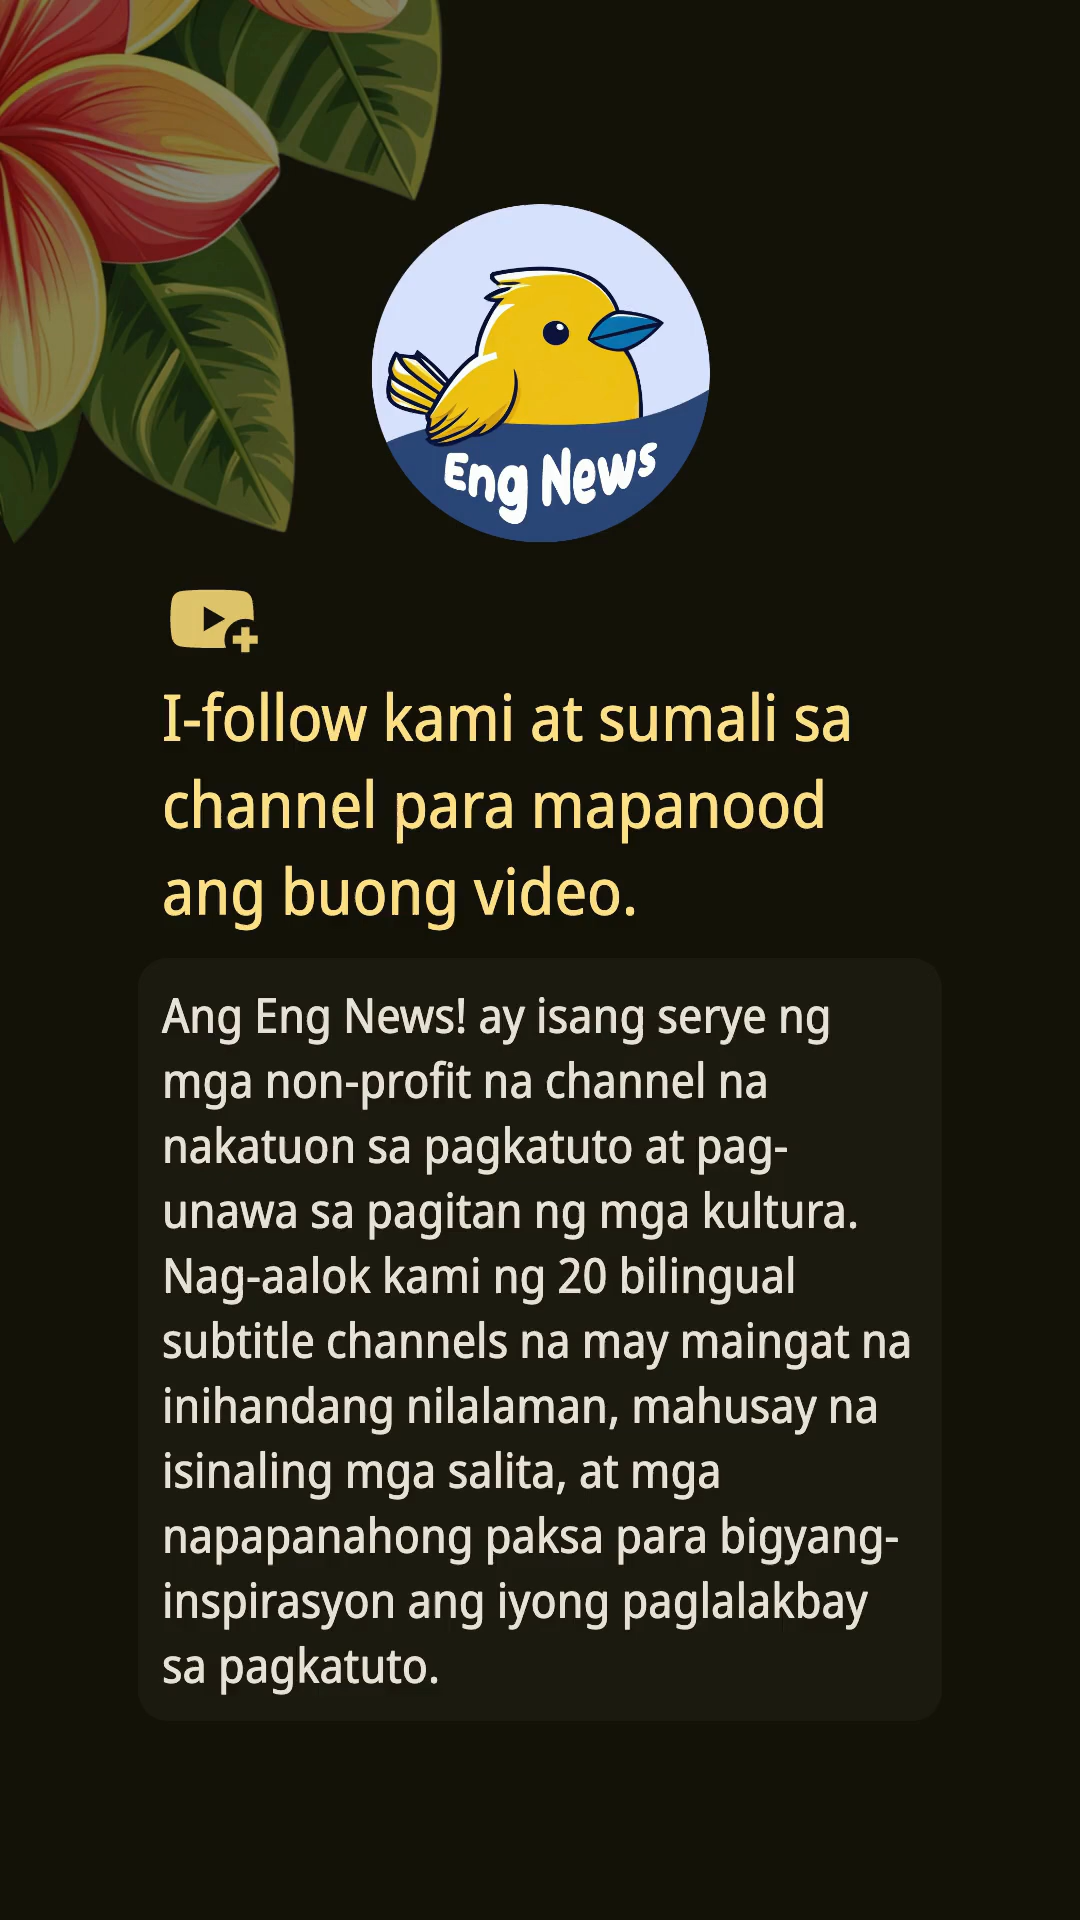 Eng News
I-follow kami at sumali sa
channel para mapanood
ang buong video.
Ang Eng News! ay isang serye ng
mga non-profit na channel na
nakatuon sa pagkatuto at pag-
unawa sa pagitan ng mga kultura.
Nag-aalok kami ng 20 bilingual
subtitle channels na may maingat na
inihandang nilalaman, mahusay na
isinaling mga salita, at mga
napapanahong paksa para bigyang-
inspirasyon ang iyong paglalakbay
sa pagkatuto.